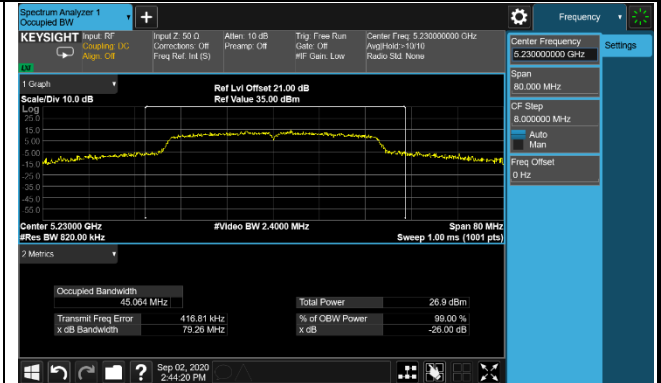 Spectrum Analyzer 1
Occupied BW
+
Frequency
KEYSIGHT Input: RF
Coupling: DC
Align: Off
Input Z: 50 Ω
Corrections: Off
Freq Ref: Int (S)
Atten: 10 dB
Preamp: Off
Trig: Free Run
Gate: Off
#IF Gain: Low
Center Freq: 5.230000000 GHz
Avg|Hold:>10/10
Radio Std: None
LXI
1 Graph
Scale/Div 10.0 dB
Ref Lvl Offset 21.00 dB
Ref Value 35.00 dBm
Log
25.0
15.0
5.00
-5.00
-15.0
-25.0
-35.0
-45.0
-55.0
Center 5.23000 GHz
#Res BW 820.00 kHz
#Video BW 2.4000 MHz
Span 80 MHz
Sweep 1.00 ms (1001 pts)
2 Metrics
Occupied Bandwidth
45.064 MHz
Total Power 26.9 dBm
Transmit Freq Error 416.81 kHz
% of OBW Power 99.00 %
x dB Bandwidth 79.26 MHz
x dB -26.00 dB
Center Frequency
5.230000000 GHz
Settings
Span
80.000 MHz
CF Step
8.000000 MHz
Auto
Man
Freq Offset
0 Hz
?
Sep 02, 2020
2:44:20 PM